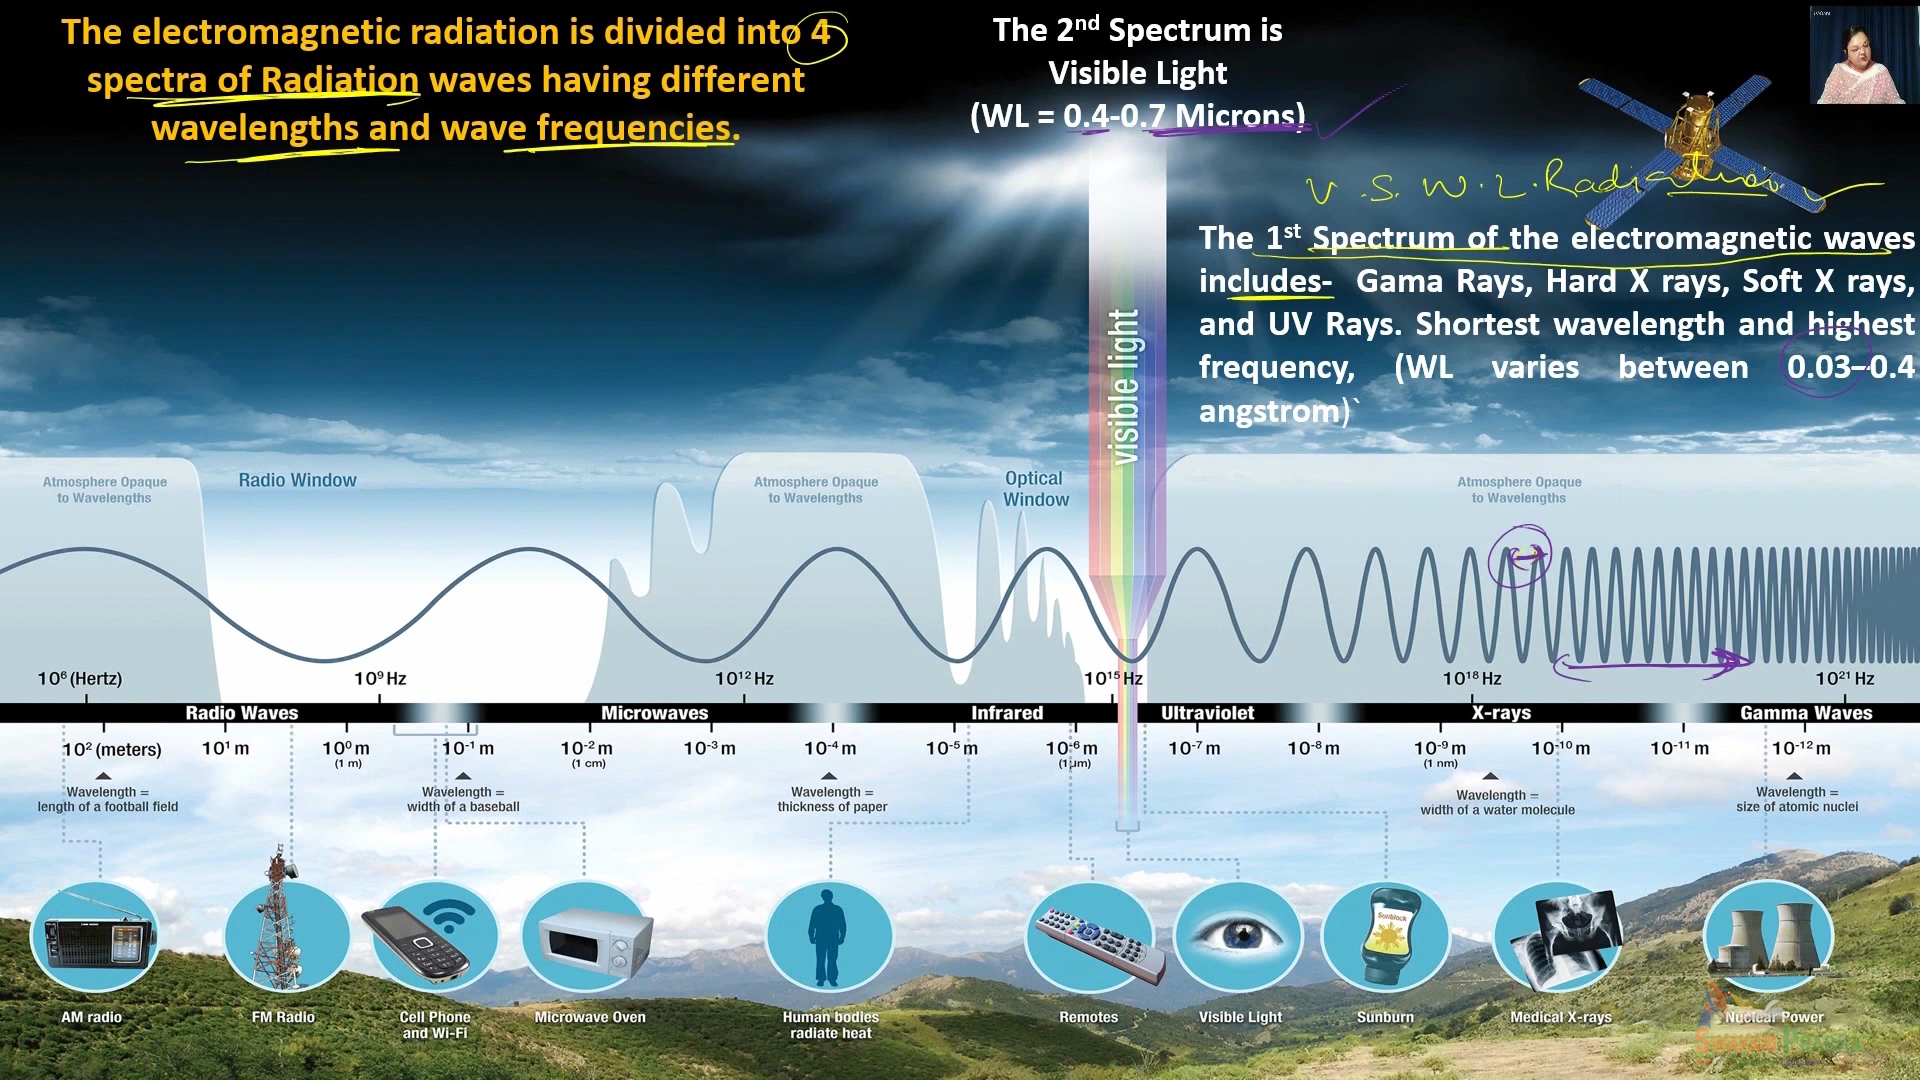 The electromagnetic radiation is divided into 4
spectra of Radiation waves having different
wavelengths and wave frequencies.
The 2nd Spectrum is
Visible Light
(WL = 0.4-0.7 Microns)
V.S.W.L.Radiation
The 1st Spectrum of the electromagnetic waves
includes- Gama Rays, Hard X rays, Soft X rays,
and UV Rays. Shortest wavelength and highest
frequency, (WL varies between 0.03–0.4
angstrom)`
visible light
Atmosphere Opaque
to Wavelengths
Radio Window
Atmosphere Opaque
to Wavelengths
Optical
Window
Atmosphere Opaque
to Wavelengths
10⁶ (Hertz) 10⁹ Hz 10¹² Hz 10¹⁵ Hz 10¹⁸ Hz 10²¹ Hz
Radio Waves Microwaves Infrared Ultraviolet X-rays Gamma Waves
10² (meters) 10¹ m 10⁰ m 10⁻¹ m 10⁻² m 10⁻³ m 10⁻⁴ m 10⁻⁵ m 10⁻⁶ m 10⁻⁷ m 10⁻⁸ m 10⁻⁹ m 10⁻¹⁰ m 10⁻¹¹ m 10⁻¹² m
(1 m) (1 cm) (1µm) (1 nm)
Wavelength =
length of a football field
Wavelength =
width of a baseball
Wavelength =
thickness of paper
Wavelength =
width of a water molecule
Wavelength =
size of atomic nuclei
Sunblock
AM radio
FM Radio
Cell Phone
and Wi-Fi
Microwave Oven
Human bodies
radiate heat
Remotes
Visible Light
Sunburn
Medical X-rays
Nuclear Power
Swayam Prabha